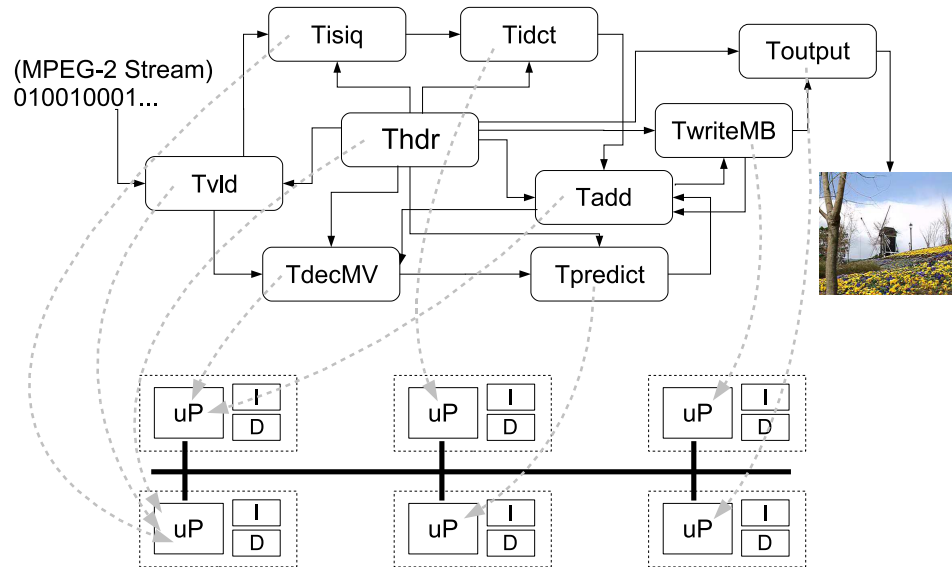 Tisiq
Tidct
Toutput
(MPEG-2 Stream)
010010001...
Thdr
TwriteMB
Tvld
Tadd
TdecMV
Tpredict
uP
I
D
uP
I
D
uP
I
D
uP
I
D
uP
I
D
uP
I
D